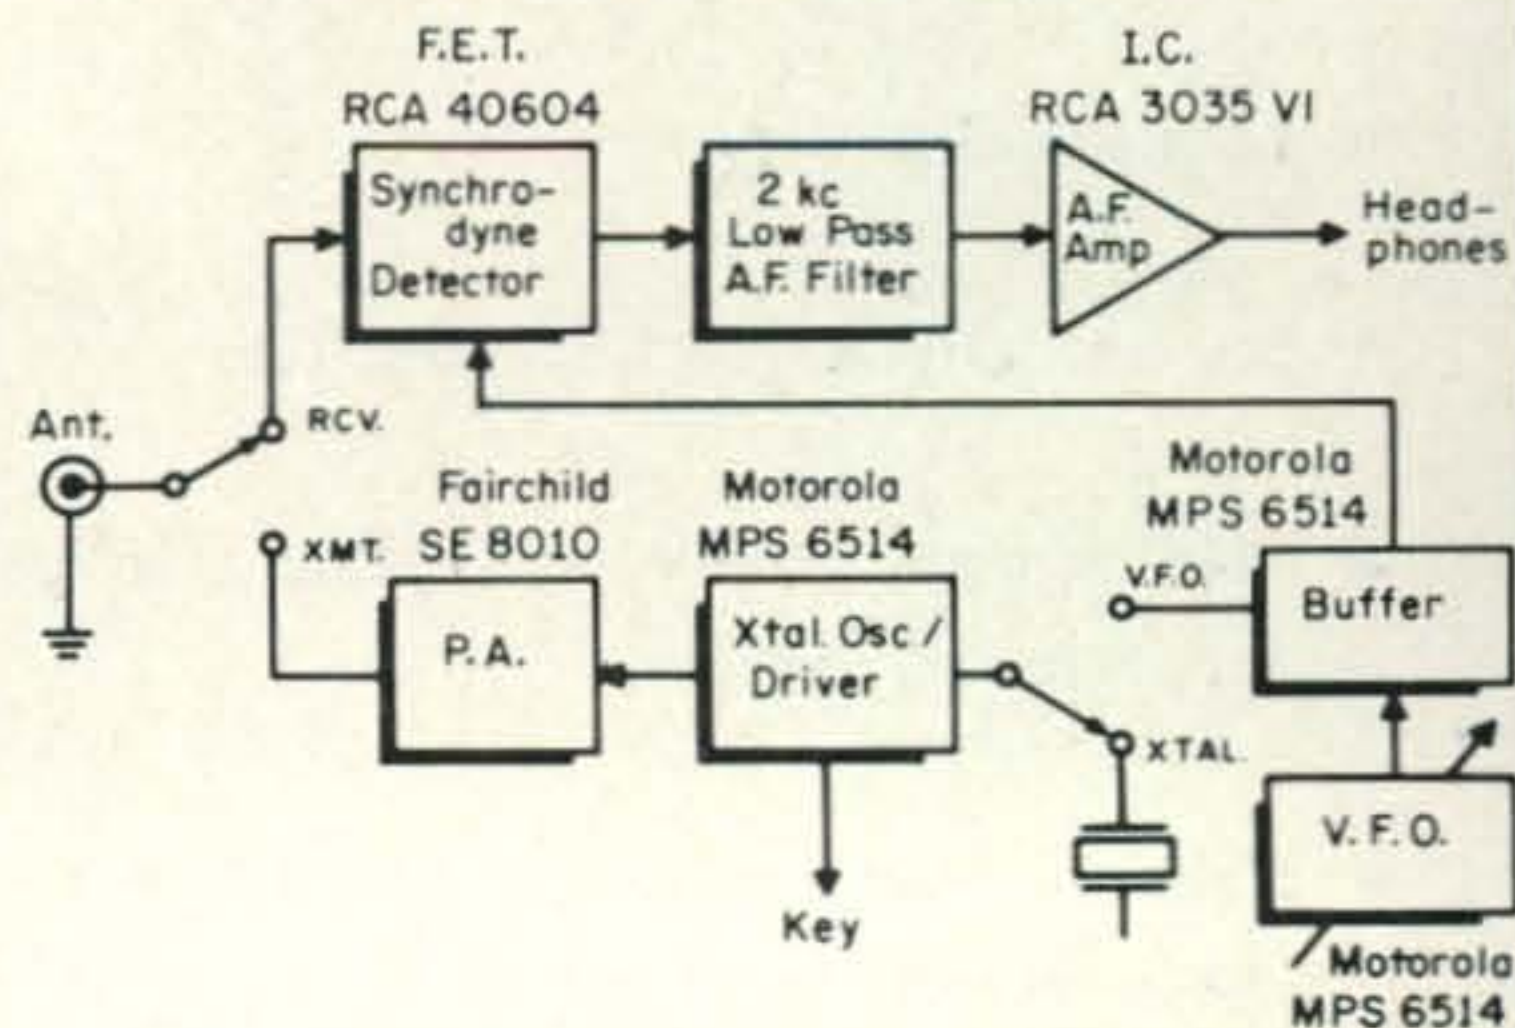 F.E.T.
RCA 40604
I.C.
RCA 3035 V1
Synchro-
dyne
Detector
2 kc
Low Pass
A.F. Filter
A.F.
Amp
Head-
phones
Ant.
RCV.
XMT.
Fairchild
SE 8010
Motorola
MPS 6514
Motorola
MPS 6514
V.F.O.
Buffer
P.A.
Xtal. Osc /
Driver
XTAL.
Key
V.F.O.
Motorola
MPS 6514